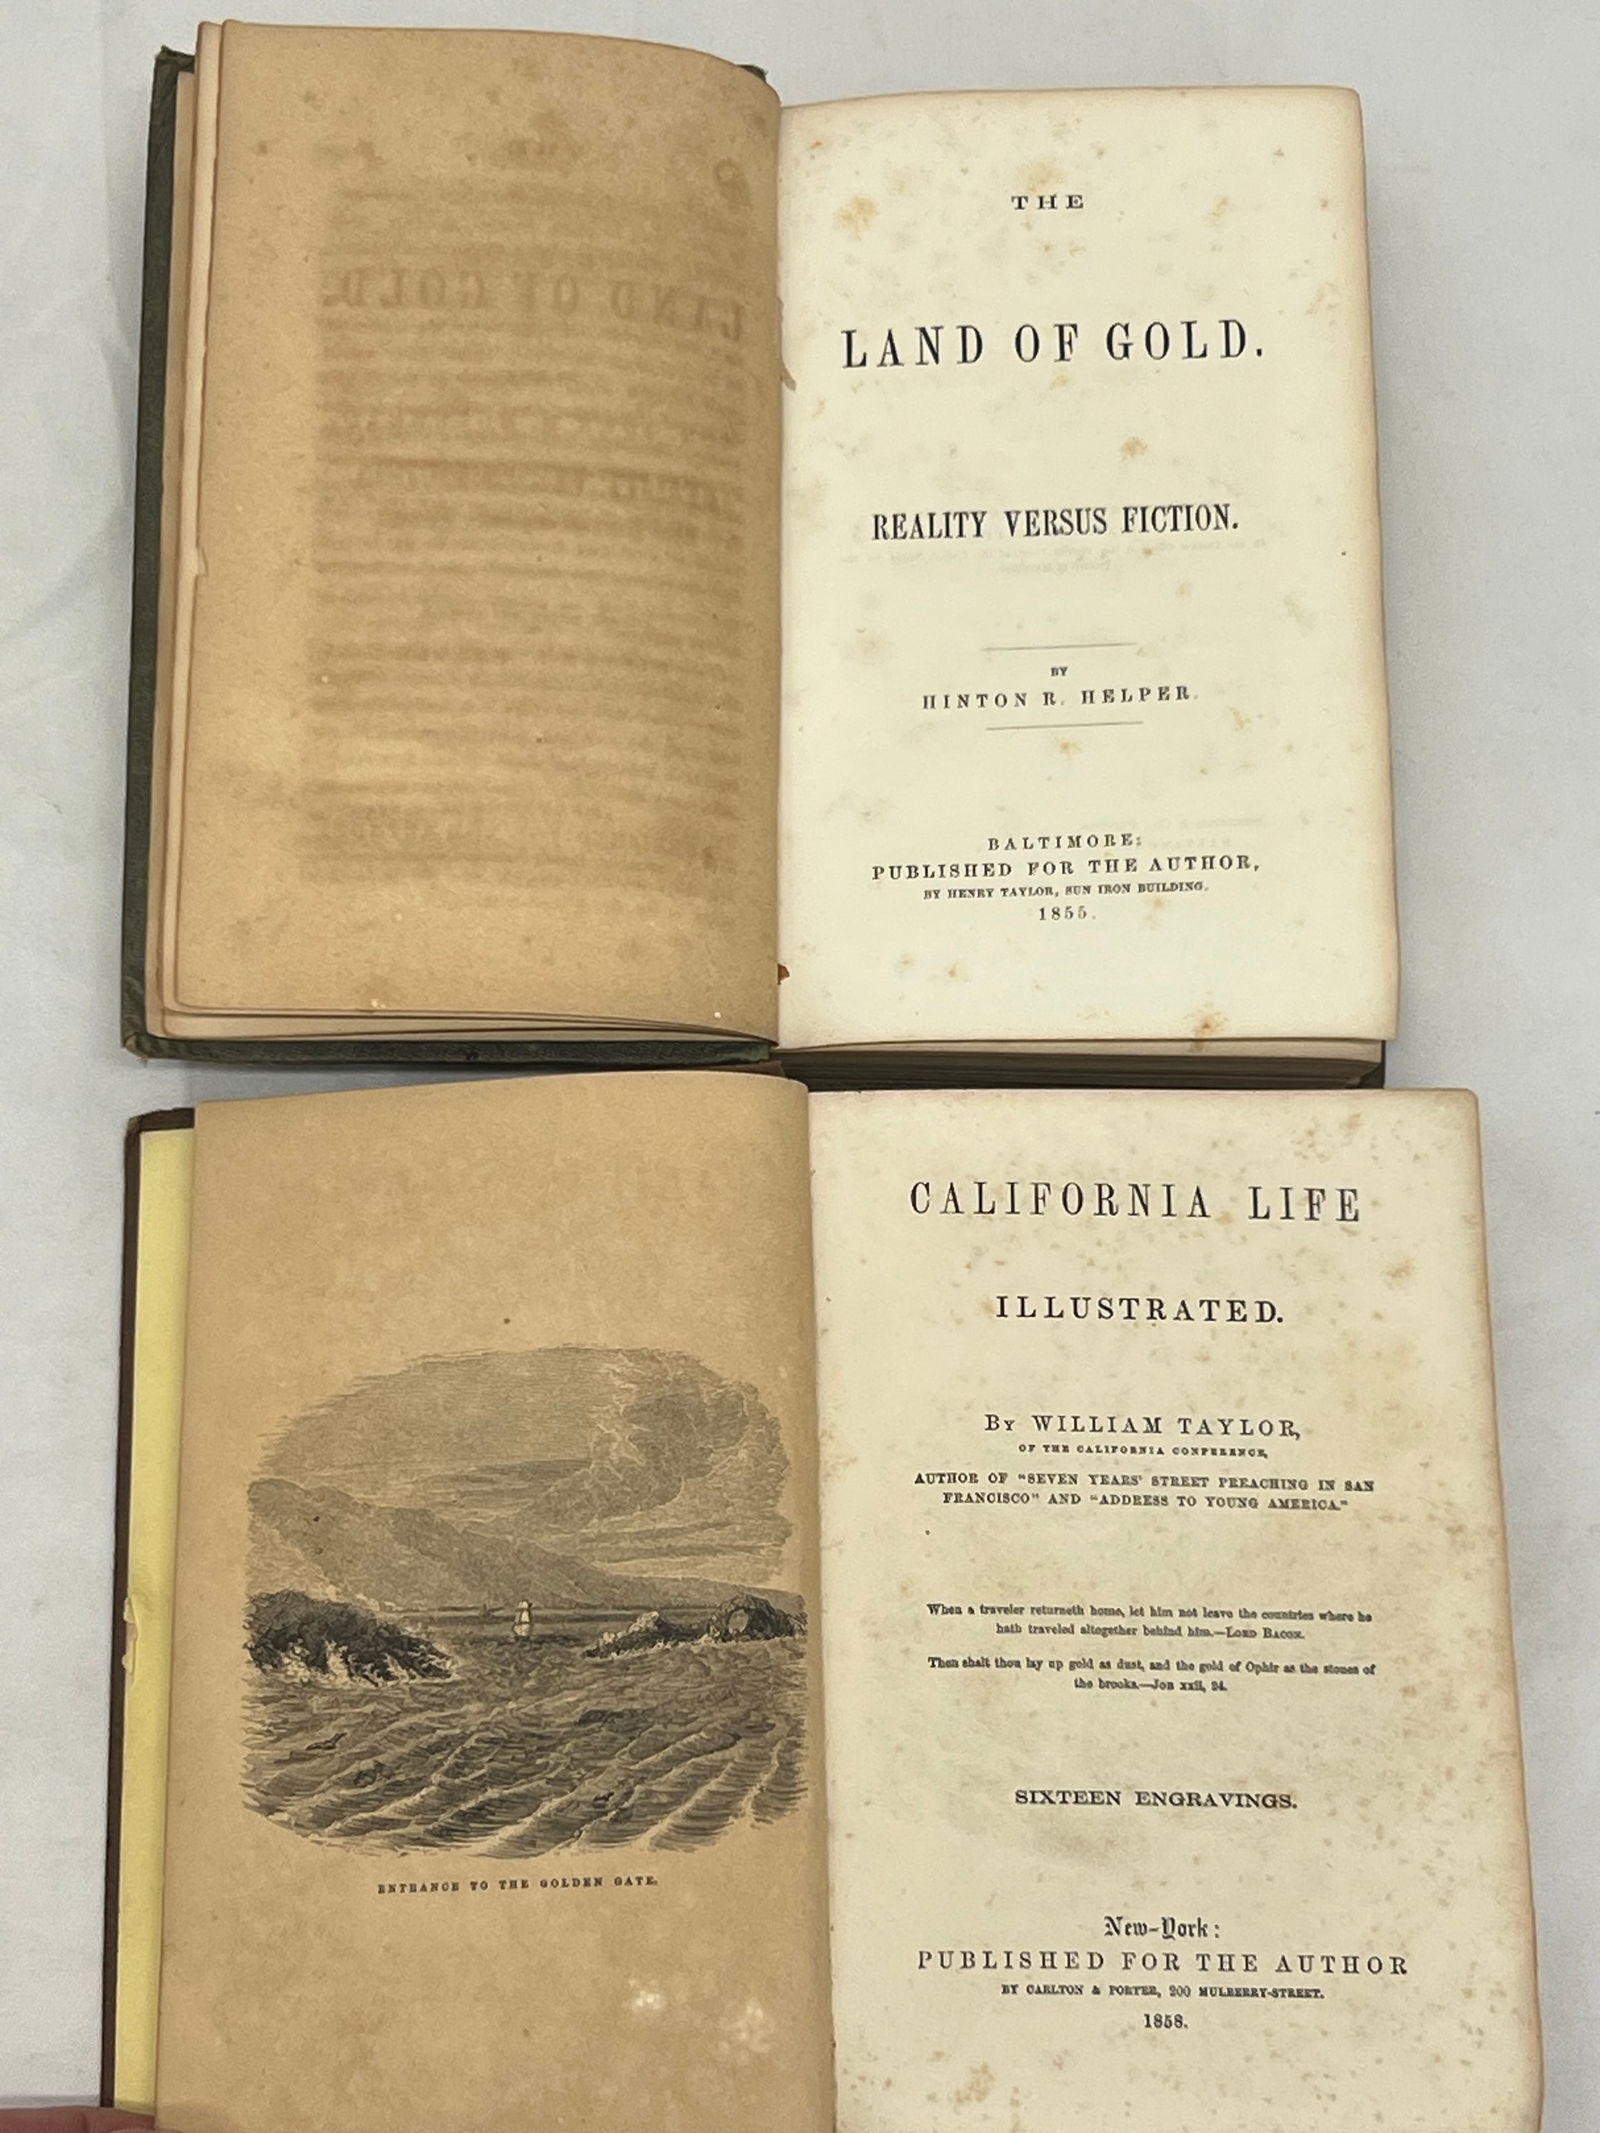 THE
LAND OF GOLD.
REALITY VERSUS FICTION.
BY
HINTON R. HELPER.
BALTIMORE:
PUBLISHED FOR THE AUTHOR,
BY HENRY TAYLOR, SUN IRON BUILDING.
1855.
ENTRANCE TO THE GOLDEN GATE.
CALIFORNIA LIFE
ILLUSTRATED.
By WILLIAM TAYLOR,
OF THE CALIFORNIA CONFERENCE,
AUTHOR OF "SEVEN YEARS' STREET PREACHING IN SAN
FRANCISCO" AND "ADDRESS TO YOUNG AMERICA."
When a traveler returneth home, let him not leave the countries where he
hath traveled altogether behind him.—LORD BACON.
Then shalt thou lay up gold as dust, and the gold of Ophir as the stones of
the brooks.—JOB xxii, 24.
SIXTEEN ENGRAVINGS.
New-York:
PUBLISHED FOR THE AUTHOR
BY CARLTON & PORTER, 200 MULBERRY-STREET.
1858.